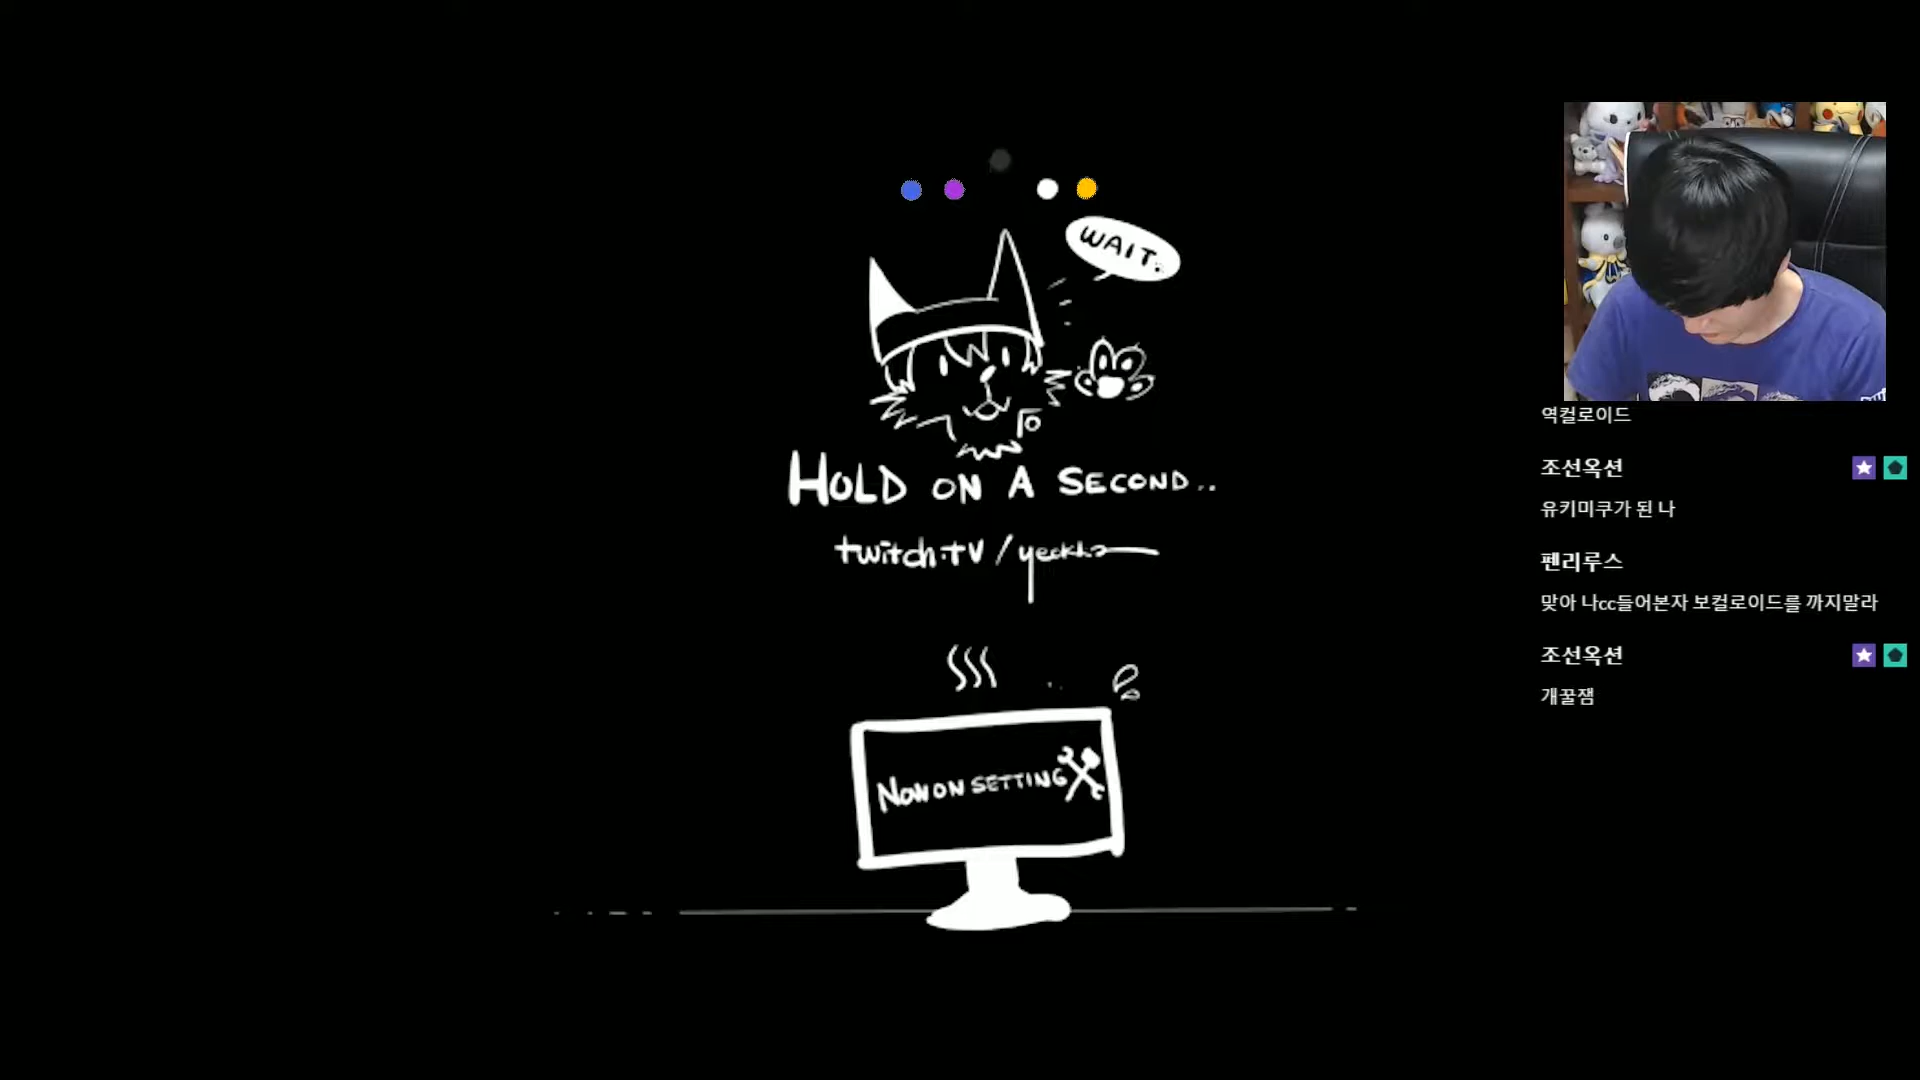 WAIT.
HOLD ON A SECOND..
twitch.tv/
NOW ON SETTING
역컬로이드
조선옥션
유키미쿠가 된 나
펜리루스
맞아 나cc들어본자 보컬로이드를 까지말라
조선옥션
개꿀잼